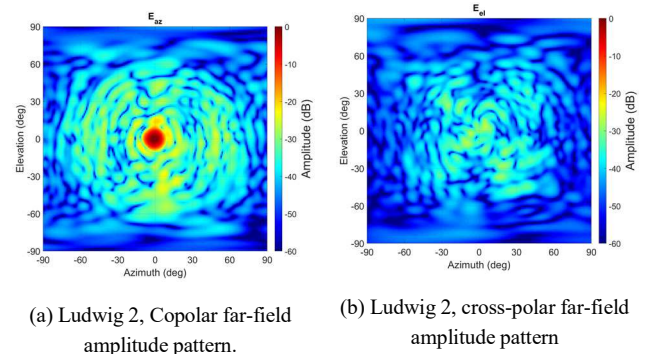 E_az
90
60
30
0
-30
-60
-90
-90 -60 -30 0 30 60 90
Elevation (deg)
Azimuth (deg)
0
-10
-20
-30
-40
-50
-60
Amplitude (dB)
E_el
90
60
30
0
-30
-60
-90
-90 -60 -30 0 30 60 90
Elevation (deg)
Azimuth (deg)
0
-10
-20
-30
-40
-50
-60
Amplitude (dB)
(a) Ludwig 2, Copolar far-field
amplitude pattern.
(b) Ludwig 2, cross-polar far-field
amplitude pattern